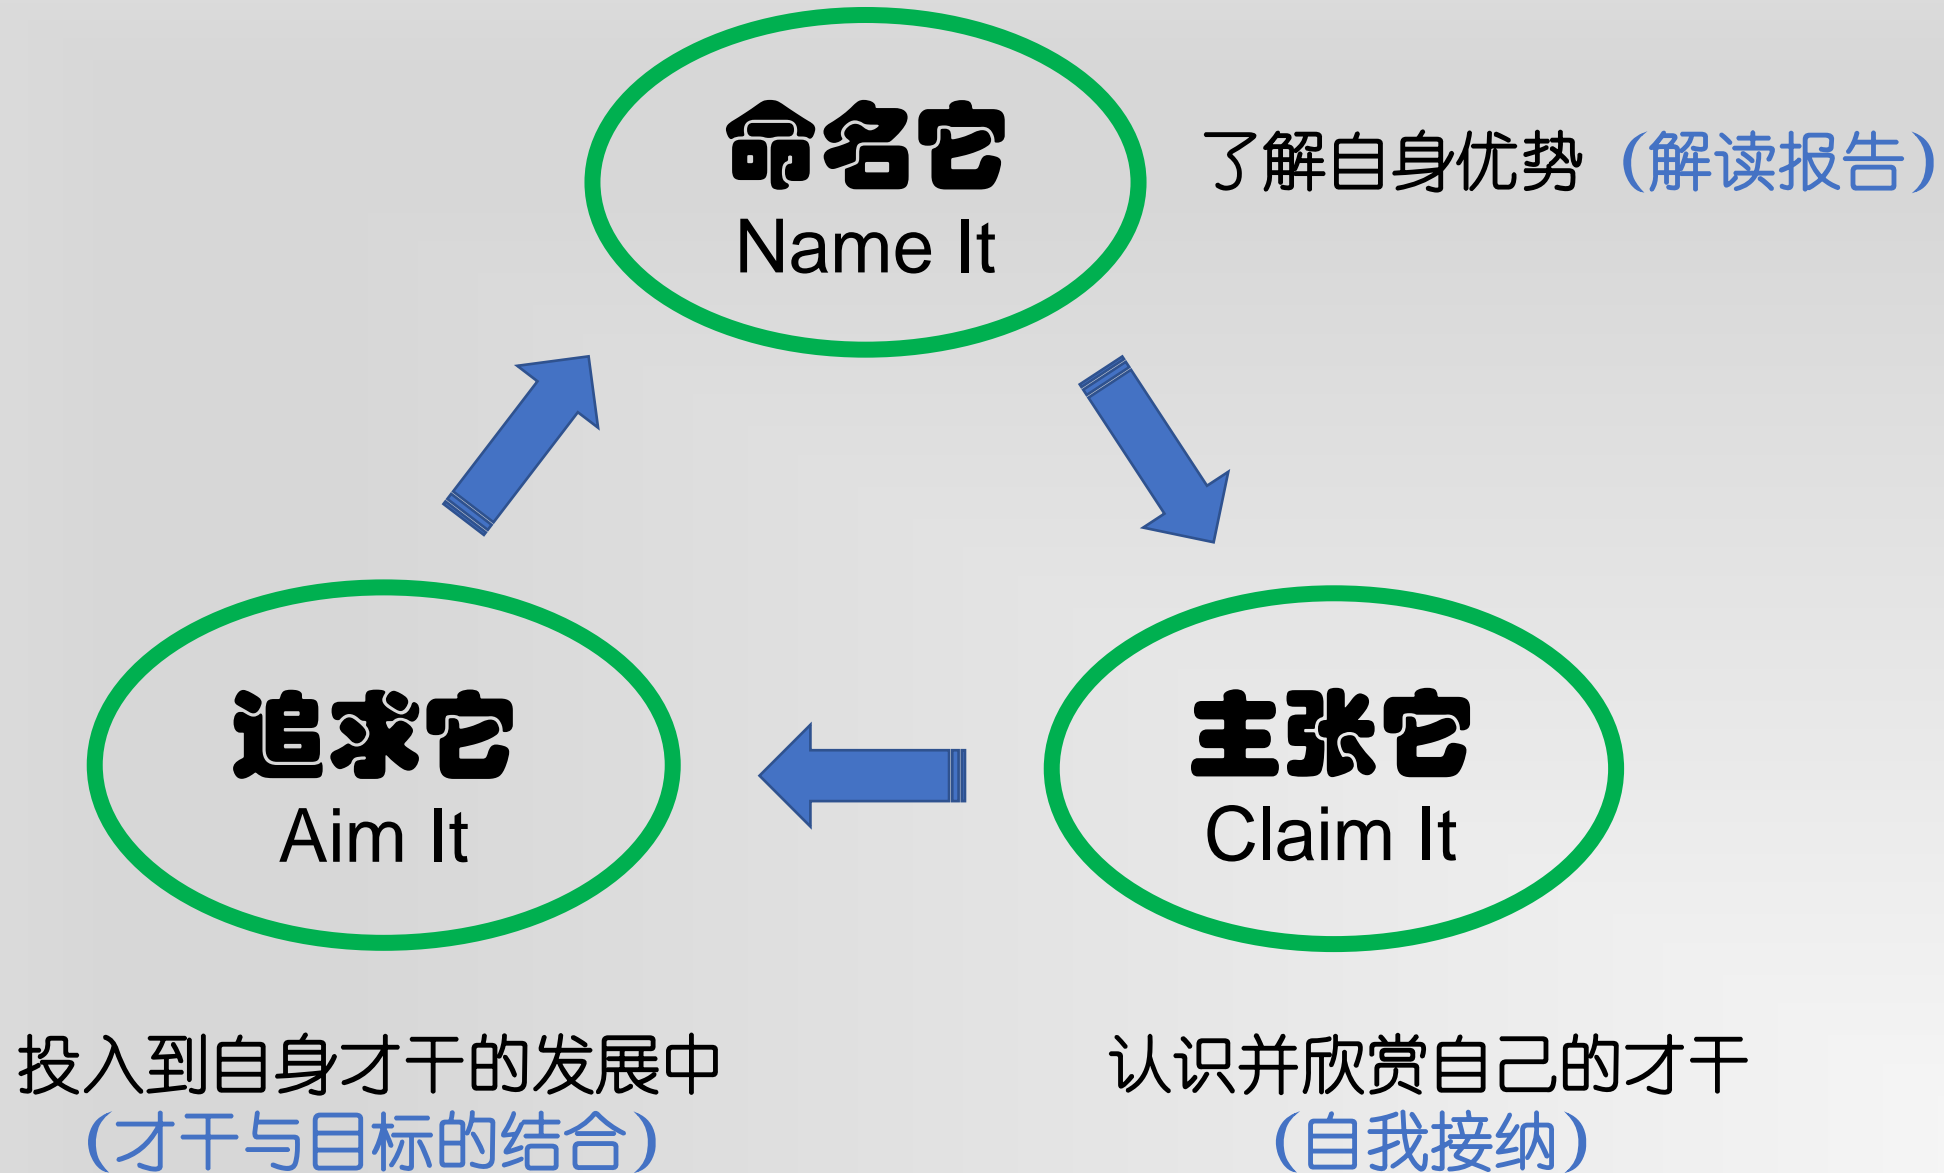 命名它
Name It
了解自身优势（解读报告）
追求它
Aim It
主张它
Claim It
投入到自身才干的发展中
（才干与目标的结合）
认识并欣赏自己的才干
（自我接纳）